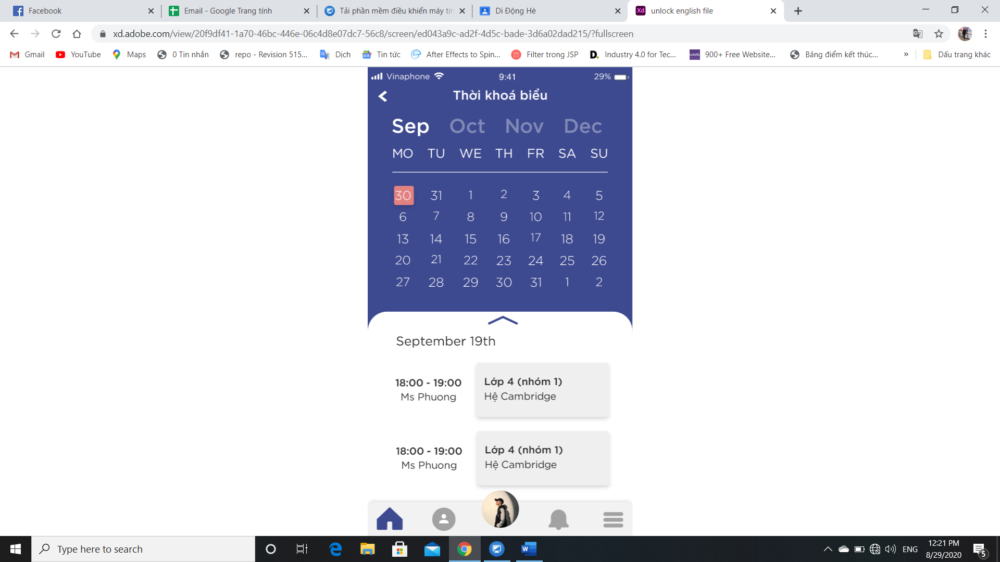 Facebook
Email - Google Trang tính
Tải phần mềm điều khiển máy tín
Di Động Hè
Xd unlock english file
xd.adobe.com/view/20f9df41-1a70-46bc-446e-06c4d8e07dc7-56c8/screen/ed043a9c-ad2f-4d5c-bade-3d6a02dad215/?fullscreen
Gmail YouTube Maps 0 Tin nhắn repo - Revision 515... Dịch Tin tức After Effects to Spin... Filter trong JSP D. Industry 4.0 for Tec... 900+ Free Website... Bảng điểm kết thúc... » Dấu trang khác
Vinaphone 9:41 29%
Thời khoá biểu
Sep Oct Nov Dec
MO TU WE TH FR SA SU
30 31 1 2 3 4 5
6 7 8 9 10 11 12
13 14 15 16 17 18 19
20 21 22 23 24 25 26
27 28 29 30 31 1 2
September 19th
18:00 - 19:00
Ms Phuong
Lớp 4 (nhóm 1)
Hệ Cambridge
18:00 - 19:00
Ms Phuong
Lớp 4 (nhóm 1)
Hệ Cambridge
Type here to search
ENG
12:21 PM
8/29/2020
5